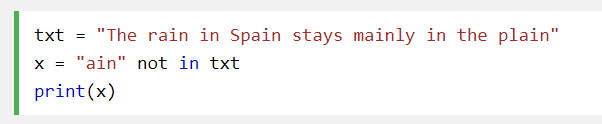 txt = "The rain in Spain stays mainly in the plain"
x = "ain" not in txt
print(x)